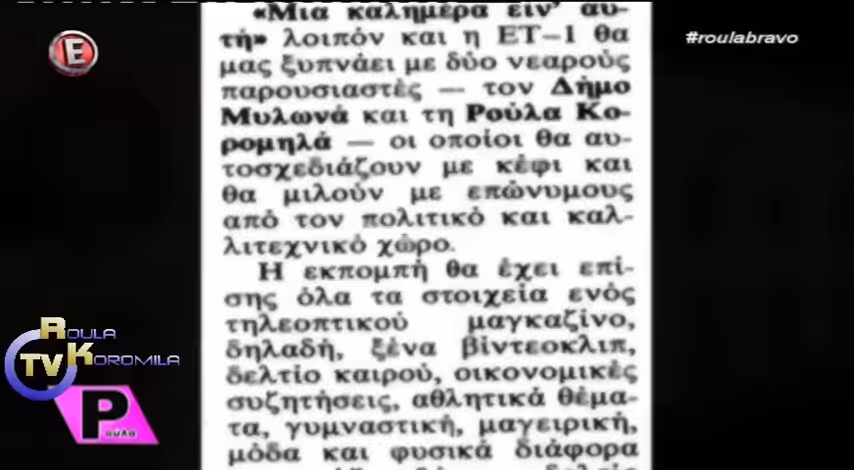 «Μια καλημέρα ειν' αυ-
τή» λοιπόν και η ΕΤ–1 θα
μας ξυπνάει με δύο νεαρούς
παρουσιαστές — τον Δήμο
Μυλωνά και τη Ρούλα Κο-
ρομηλά — οι οποίοι θα αυ-
τοσχεδιάζουν με κέφι και
θα μιλούν με επώνυμους
από τον πολιτικό και καλ-
λιτεχνικό χώρο.
Η εκπομπή θα έχει επί-
σης όλα τα στοιχεία ενός
τηλεοπτικού μαγκαζίνο,
δηλαδή, ξένα βίντεοκλιπ,
δελτίο καιρού, οικονομικές
συζητήσεις, αθλητικά θέμα-
τα, γυμναστική, μαγειρική,
μόδα και φυσικά διάφορα
E
#roulabravo
ROULA
TV KOROMILA
Ρ
ούλα